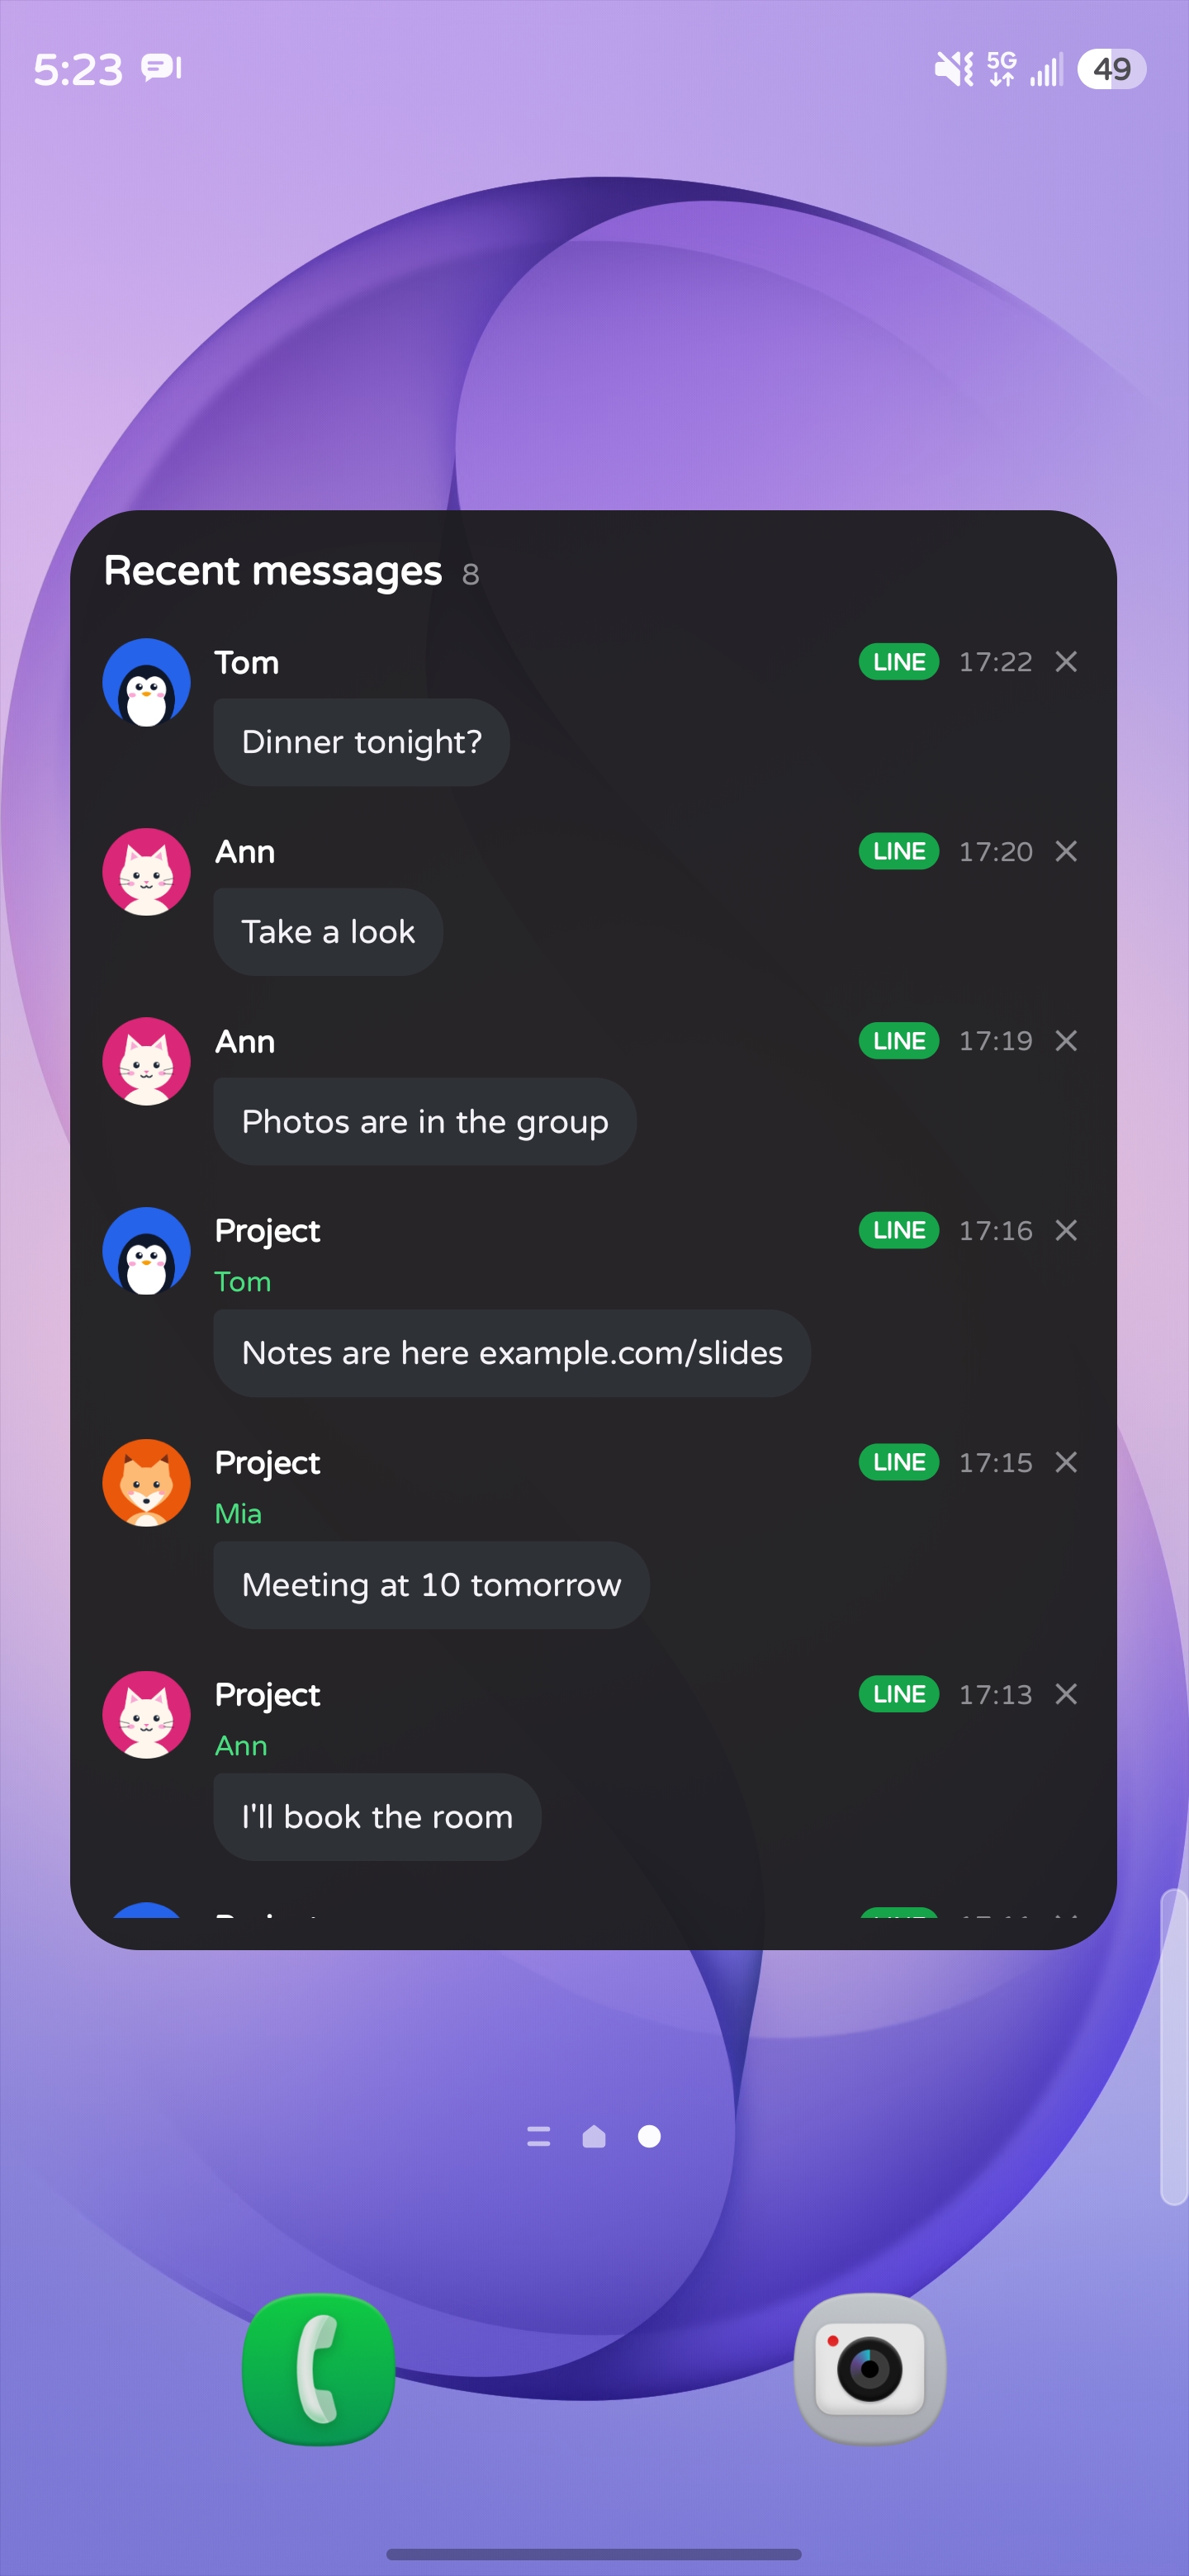 5:23
5G
49
Recent messages 8
Tom LINE 17:22
Dinner tonight?
Ann LINE 17:20
Take a look
Ann LINE 17:19
Photos are in the group
Project LINE 17:16
Tom
Notes are here example.com/slides
Project LINE 17:15
Mia
Meeting at 10 tomorrow
Project LINE 17:13
Ann
I'll book the room